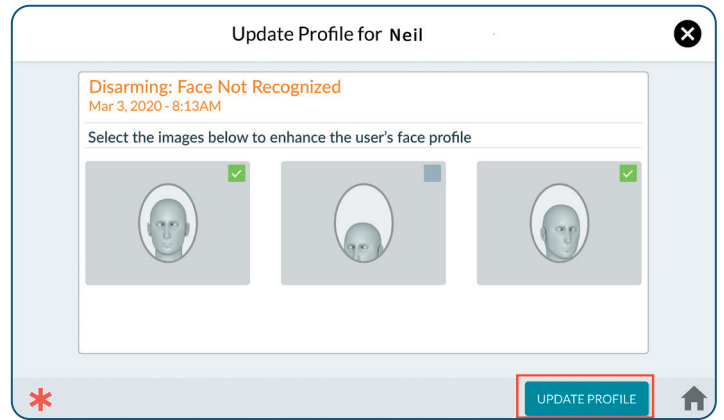 Update Profile for Neil
Disarming: Face Not Recognized
Mar 3, 2020 - 8:13AM
Select the images below to enhance the user's face profile
UPDATE PROFILE